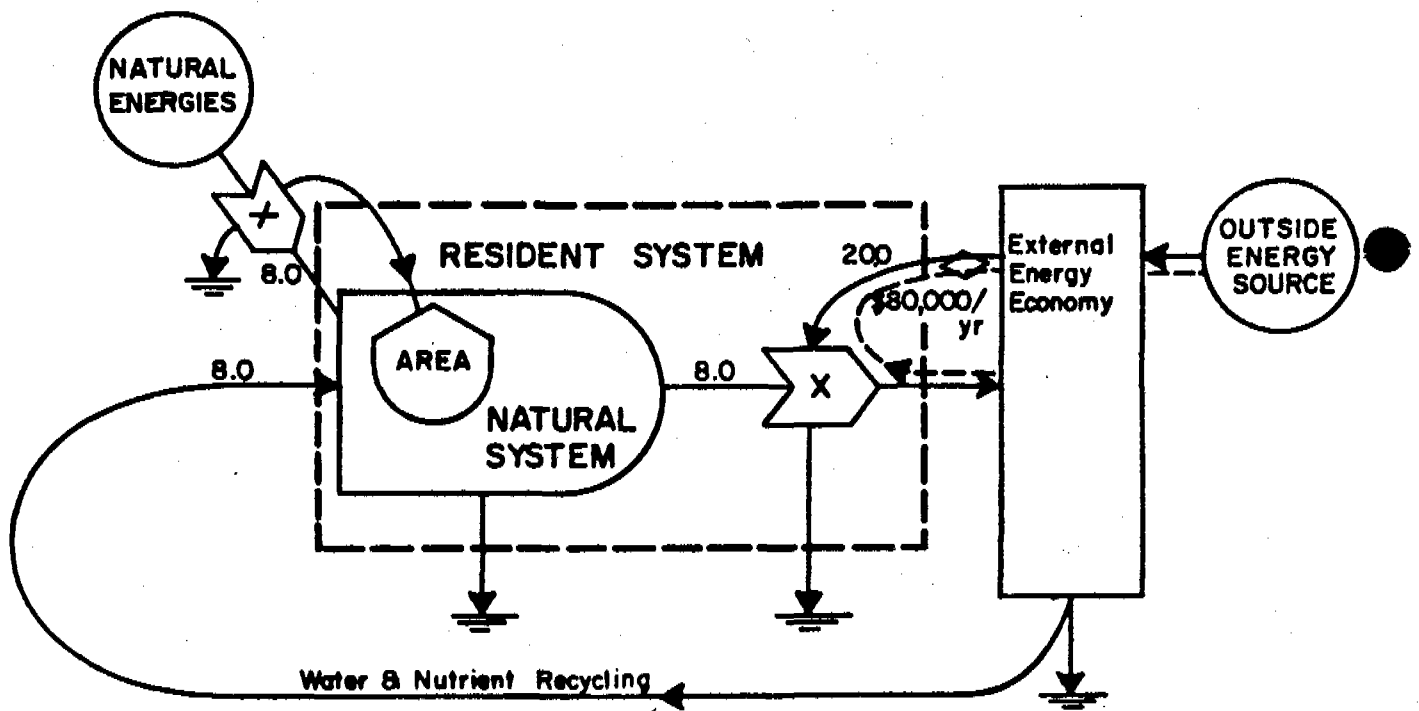 NATURAL
ENERGIES
8.0
RESIDENT SYSTEM
8.0
AREA
NATURAL
SYSTEM
8.0
X
$80,000/
yr
External
Energy
Economy
OUTSIDE
ENERGY
SOURCE
Water & Nutrient Recycling